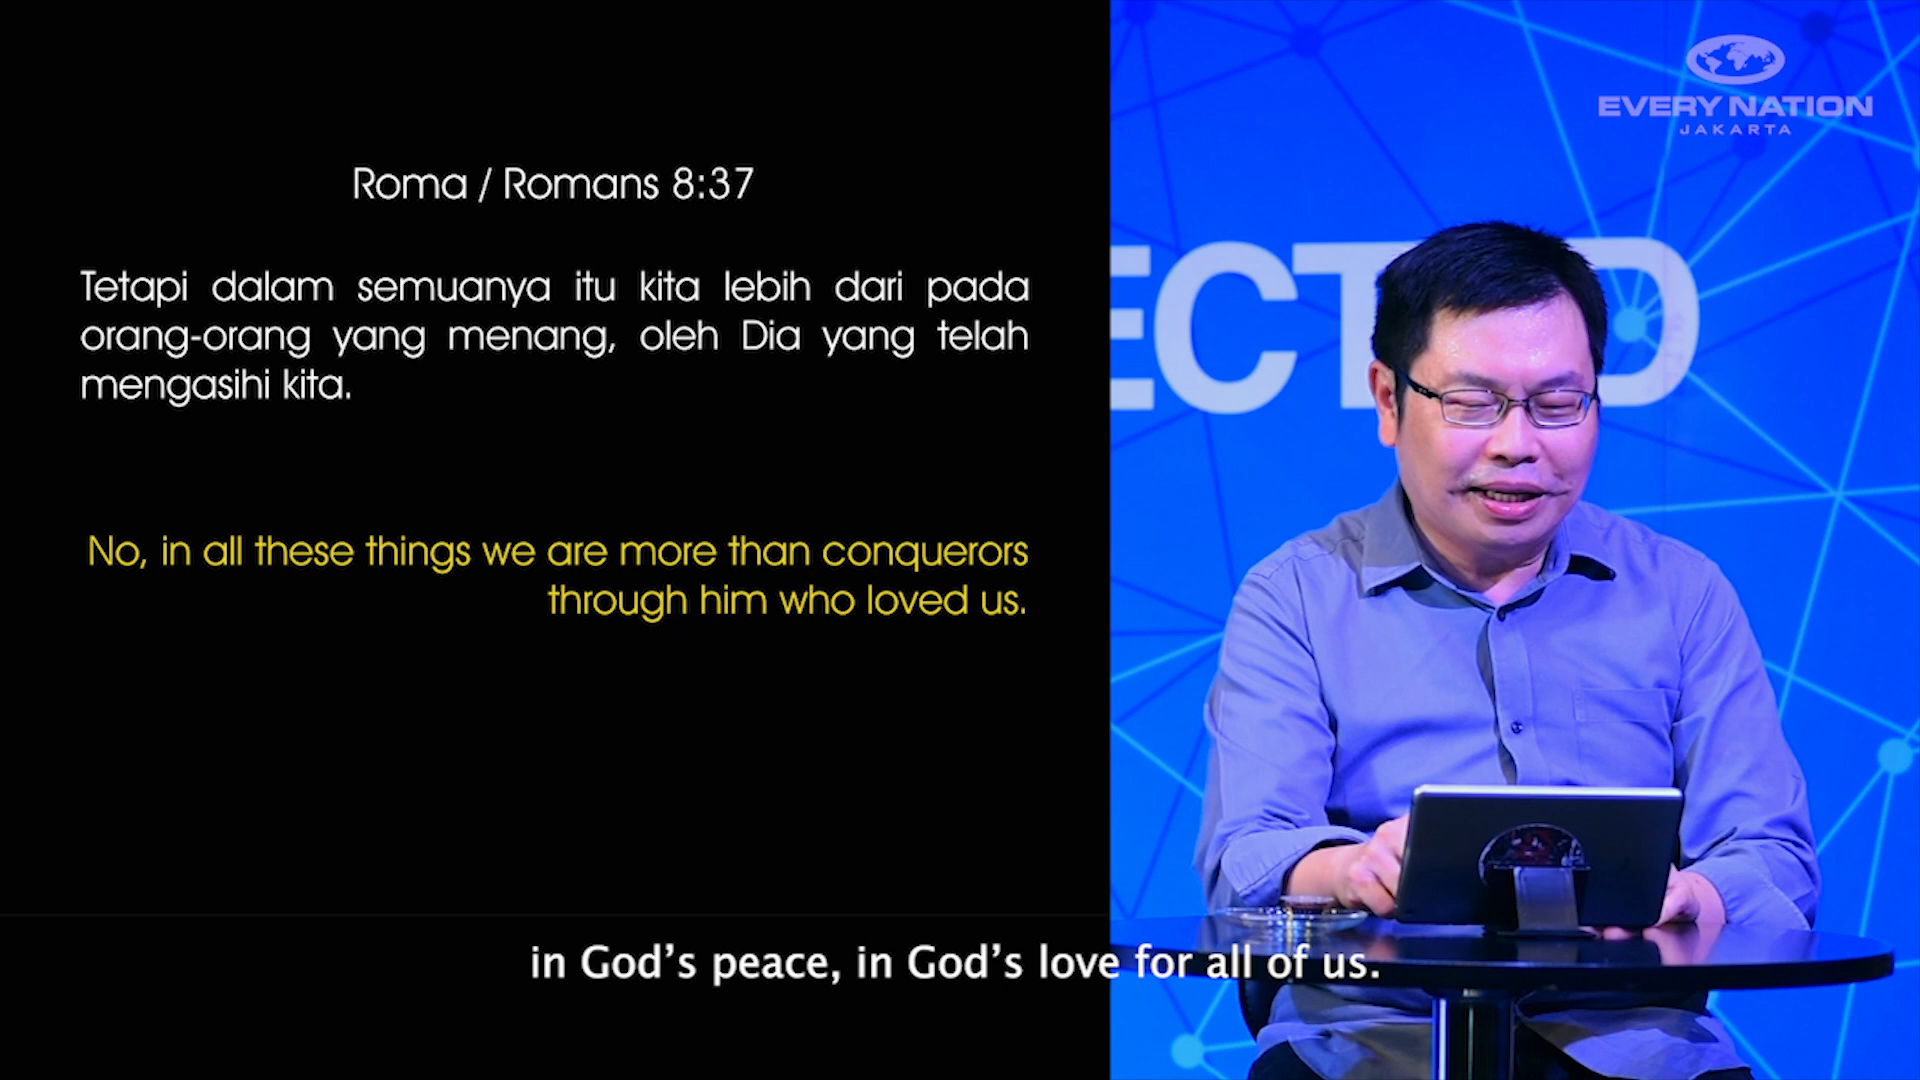 Roma / Romans 8:37
Tetapi dalam semuanya itu kita lebih dari pada
orang-orang yang menang, oleh Dia yang telah
mengasihi kita.
No, in all these things we are more than conquerors
through him who loved us.
EVERY NATION
JAKARTA
ECT D
in God's peace, in God's love for all of us.